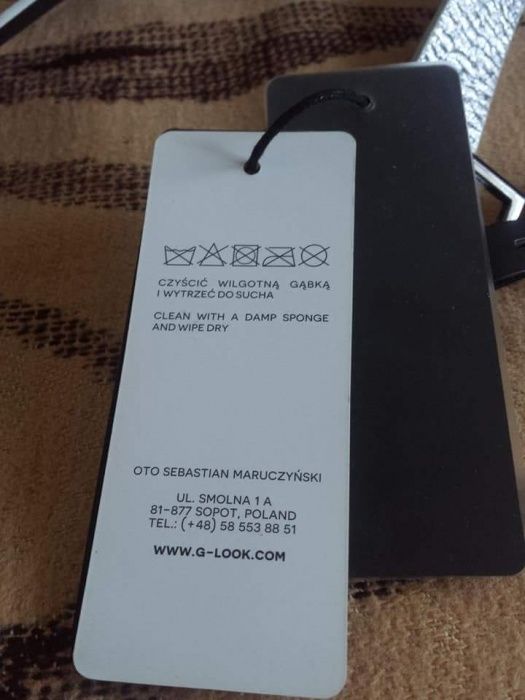 CZYŚCIĆ WILGOTNĄ GĄBKĄ
I WYTRZEĆ DO SUCHA
CLEAN WITH A DAMP SPONGE
AND WIPE DRY
OTO SEBASTIAN MARUCZYŃSKI
UL. SMOLNA 1 A
81-877 SOPOT, POLAND
TEL.: (+48) 58 553 88 51
WWW.G-LOOK.COM